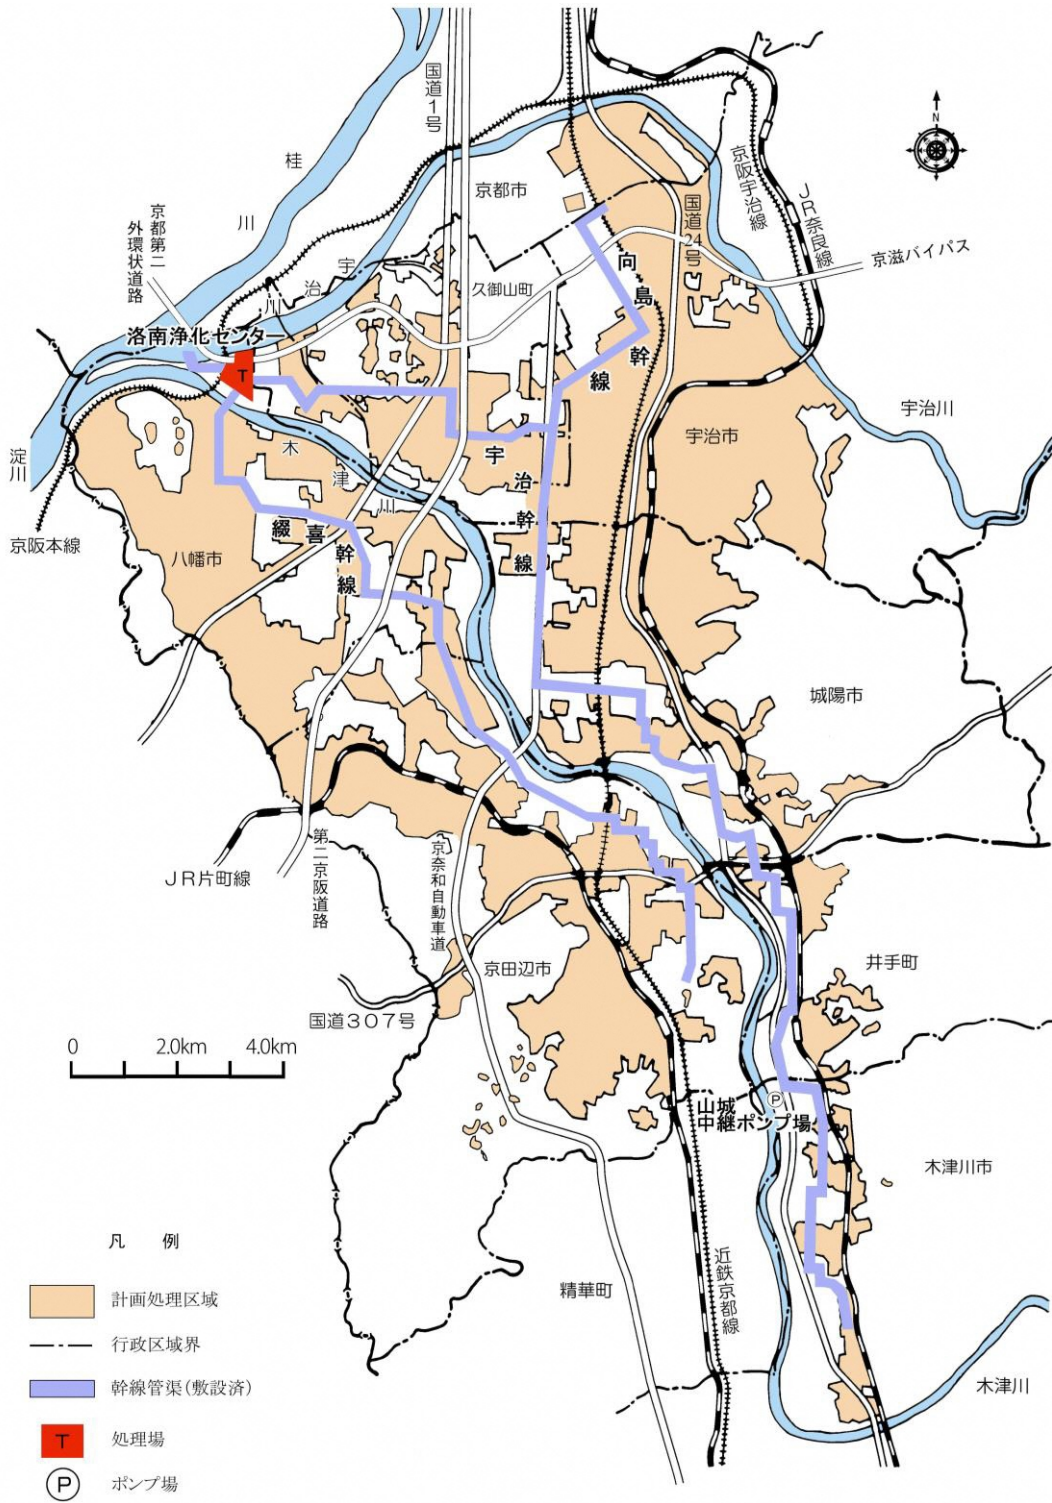 国道1号
N
桂川
京都市
京阪宇治線
JR奈良線
国道24号
京滋バイパス
京都第二
外環状道路
宇治川
久御山町
向島幹線
洛南浄化センター
T
宇治川
淀川
木津川
宇治幹線
宇治市
京阪本線
八幡市
綴喜幹線
城陽市
JR片町線
第二京阪道路
京奈和自動車道
京田辺市
井手町
国道307号
0 2.0km 4.0km
P
山城
中継ポンプ場
木津川市
凡 例
計画処理区域
行政区域界
幹線管渠(敷設済)
T 処理場
P ポンプ場
精華町
近鉄京都線
木津川